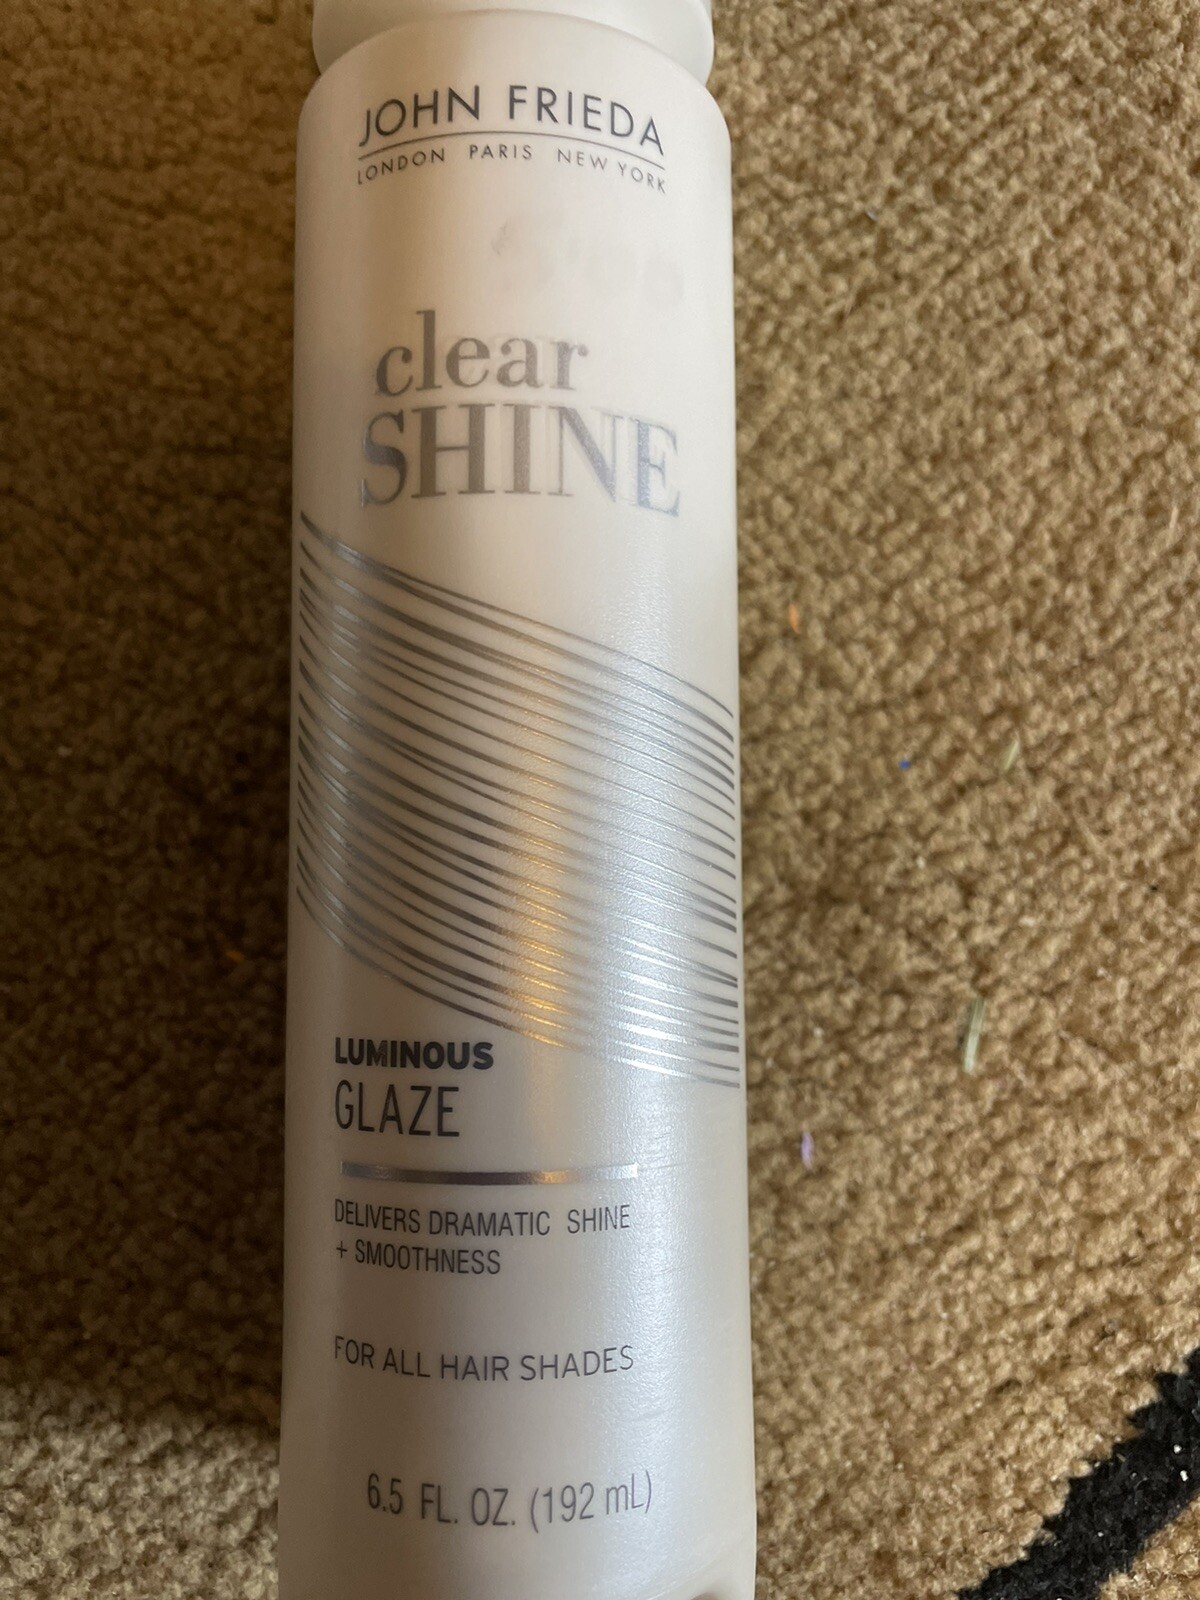 JOHN FRIEDA
LONDON PARIS NEW YORK
clear
SHINE
LUMINOUS
GLAZE
DELIVERS DRAMATIC SHINE
+ SMOOTHNESS
FOR ALL HAIR SHADES
6.5 FL. OZ. (192 mL)